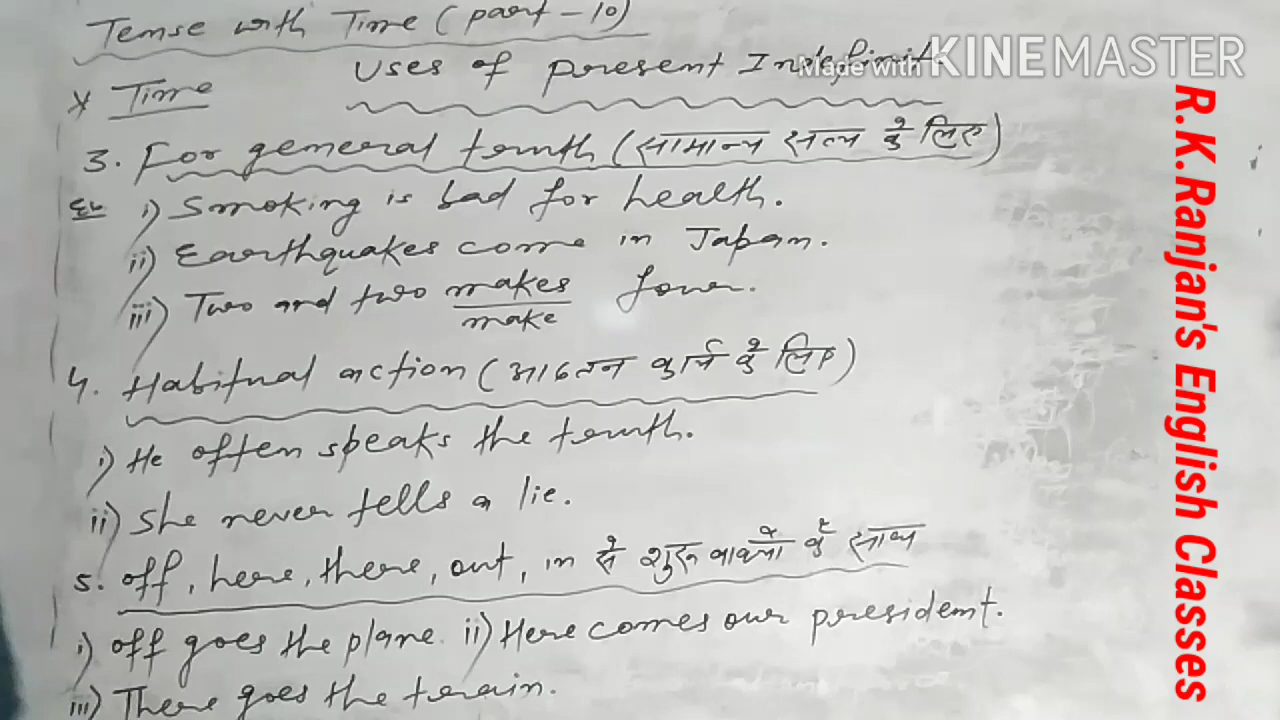 Tense with Time (part-10)
* Time Uses of Present Indefinit
Made with KINEMASTER
3. For general truth (सामान्य सत्य के लिए)
Ex i) Smoking is bad for health.
ii) Earthquakes come in Japan.
iii) Two and two makes four.
make
4. Habitual action (आदतन कार्य के लिए)
i) He often speaks the truth.
ii) She never tells a lie.
5. off, here, there, out, in से शुरू वाक्यों के साथ
i) off goes the plane. ii) Here comes our president.
iii) There goes the train.
R.K.Ranjan's English Classes